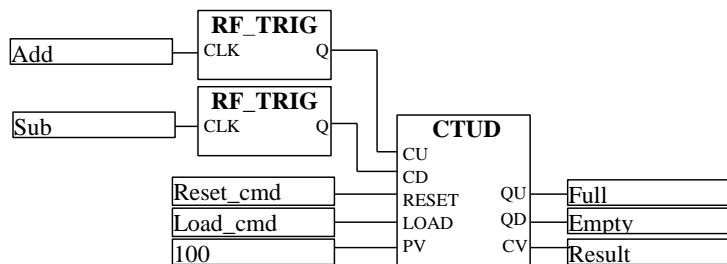 RF_TRIG
Add
CLK Q
RF_TRIG
Sub
CLK Q
CTUD
CU
CD
Reset_cmd
RESET
QU
Full
Load_cmd
LOAD
QD
Empty
100
PV
CV
Result